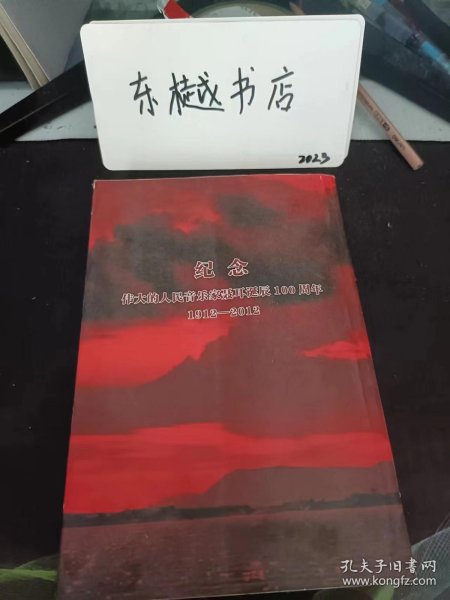 东樾书店
2023
纪念
伟大的人民音乐家聂耳诞辰100周年
1912—2012
孔夫子旧书网
www.kongfz.com